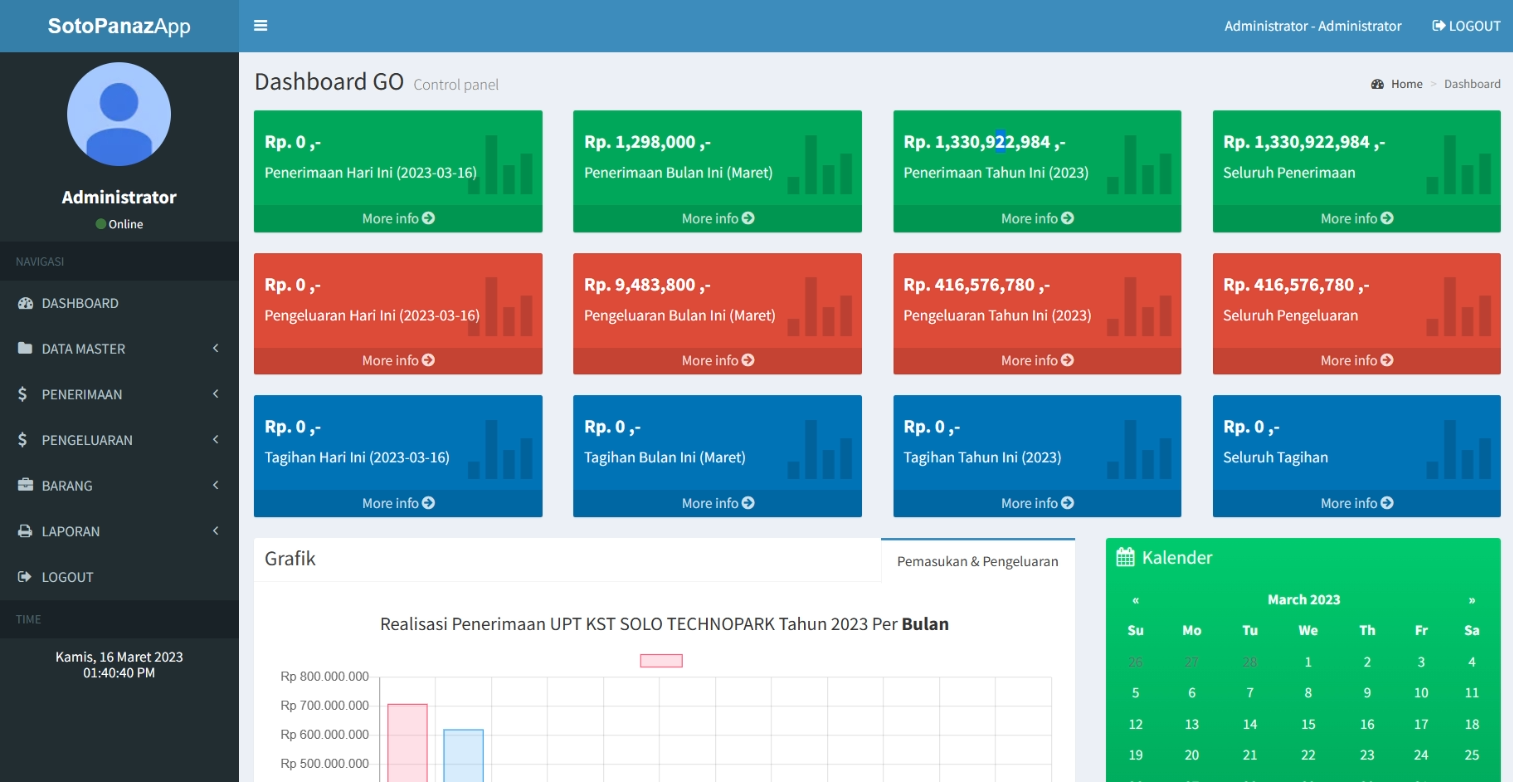 SotoPanazApp
Administrator - Administrator
LOGOUT
Administrator
Online
NAVIGASI
DASHBOARD
DATA MASTER
PENERIMAAN
PENGELUARAN
BARANG
LAPORAN
LOGOUT
TIME
Kamis, 16 Maret 2023
01:40:40 PM
Dashboard GO Control panel
Home > Dashboard
Rp. 0 ,-
Penerimaan Hari Ini (2023-03-16)
More info
Rp. 1,298,000 ,-
Penerimaan Bulan Ini (Maret)
More info
Rp. 1,330,922,984 ,-
Penerimaan Tahun Ini (2023)
More info
Rp. 1,330,922,984 ,-
Seluruh Penerimaan
More info
Rp. 0 ,-
Pengeluaran Hari Ini (2023-03-16)
More info
Rp. 9,483,800 ,-
Pengeluaran Bulan Ini (Maret)
More info
Rp. 416,576,780 ,-
Pengeluaran Tahun Ini (2023)
More info
Rp. 416,576,780 ,-
Seluruh Pengeluaran
More info
Rp. 0 ,-
Tagihan Hari Ini (2023-03-16)
More info
Rp. 0 ,-
Tagihan Bulan Ini (Maret)
More info
Rp. 0 ,-
Tagihan Tahun Ini (2023)
More info
Rp. 0 ,-
Seluruh Tagihan
More info
Grafik
Pemasukan & Pengeluaran
Realisasi Penerimaan UPT KST SOLO TECHNOPARK Tahun 2023 Per Bulan
Rp 800.000.000
Rp 700.000.000
Rp 600.000.000
Rp 500.000.000
Kalender
« March 2023 »
Su Mo Tu We Th Fr Sa
26 27 28 1 2 3 4
5 6 7 8 9 10 11
12 13 14 15 16 17 18
19 20 21 22 23 24 25